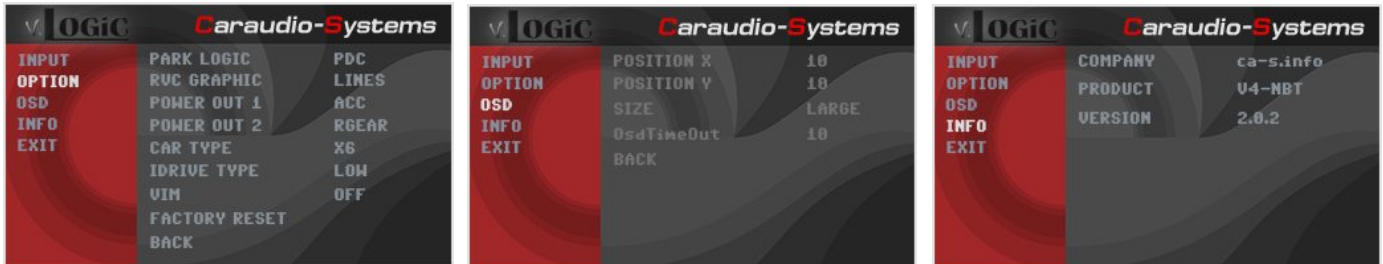 v.LOGiC Caraudio-Systems
INPUT
OPTION
OSD
INFO
EXIT
PARK LOGIC PDC
RVC GRAPHIC LINES
POWER OUT 1 ACC
POWER OUT 2 RGEAR
CAR TYPE X6
IDRIVE TYPE LOW
VIM OFF
FACTORY RESET
BACK
v.LOGiC Caraudio-Systems
INPUT
OPTION
OSD
INFO
EXIT
POSITION X 10
POSITION Y 10
SIZE LARGE
OsdTimeOut 10
BACK
v.LOGiC Caraudio-Systems
INPUT
OPTION
OSD
INFO
EXIT
COMPANY ca-s.info
PRODUCT V4-NBT
VERSION 2.0.2